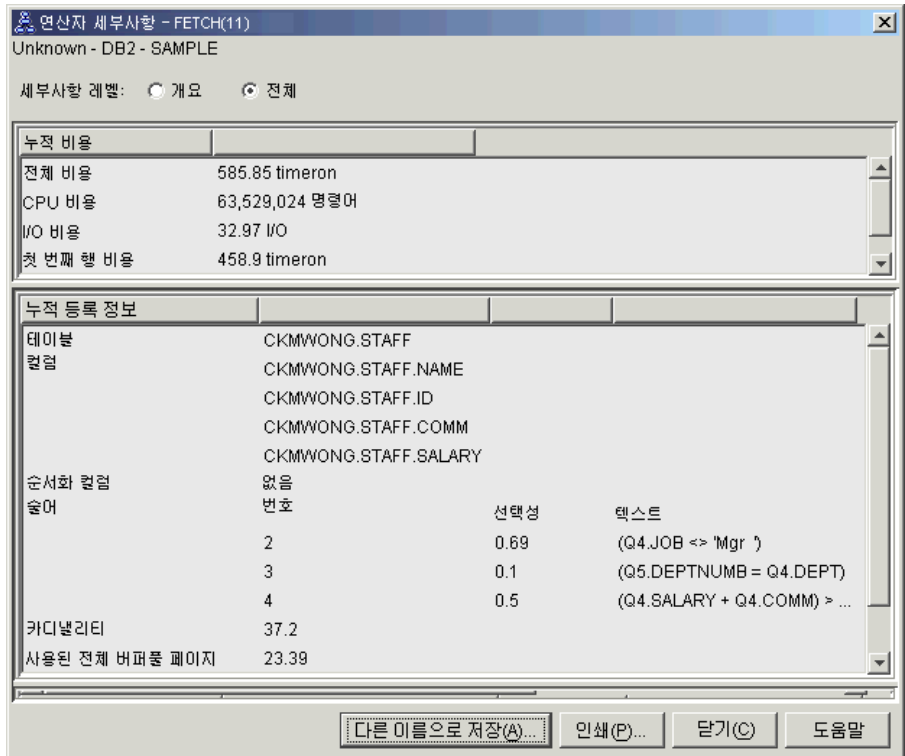 연산자 세부사항 - FETCH(11)
Unknown - DB2 - SAMPLE
세부사항 레벨: 개요 전체
누적 비용
전체 비용 585.85 timeron
CPU 비용 63,529,024 명령어
I/O 비용 32.97 I/O
첫 번째 행 비용 458.9 timeron
누적 등록 정보
테이블 CKMWONG.STAFF
컬럼 CKMWONG.STAFF.NAME
CKMWONG.STAFF.ID
CKMWONG.STAFF.COMM
CKMWONG.STAFF.SALARY
순서화 컬럼 없음
술어 번호 선택성 텍스트
2 0.69 (Q4.JOB <> 'Mgr ')
3 0.1 (Q5.DEPTNUMB = Q4.DEPT)
4 0.5 (Q4.SALARY + Q4.COMM) > ...
카디낼리티 37.2
사용된 전체 버퍼풀 페이지 23.39
다른 이름으로 저장(A)... 인쇄(P)... 닫기(C) 도움말